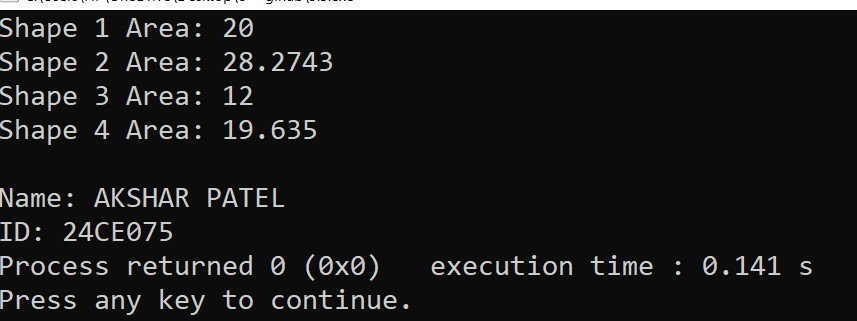 Shape 1 Area: 20
Shape 2 Area: 28.2743
Shape 3 Area: 12
Shape 4 Area: 19.635
Name: AKSHAR PATEL
ID: 24CE075
Process returned 0 (0x0)   execution time : 0.141 s
Press any key to continue.